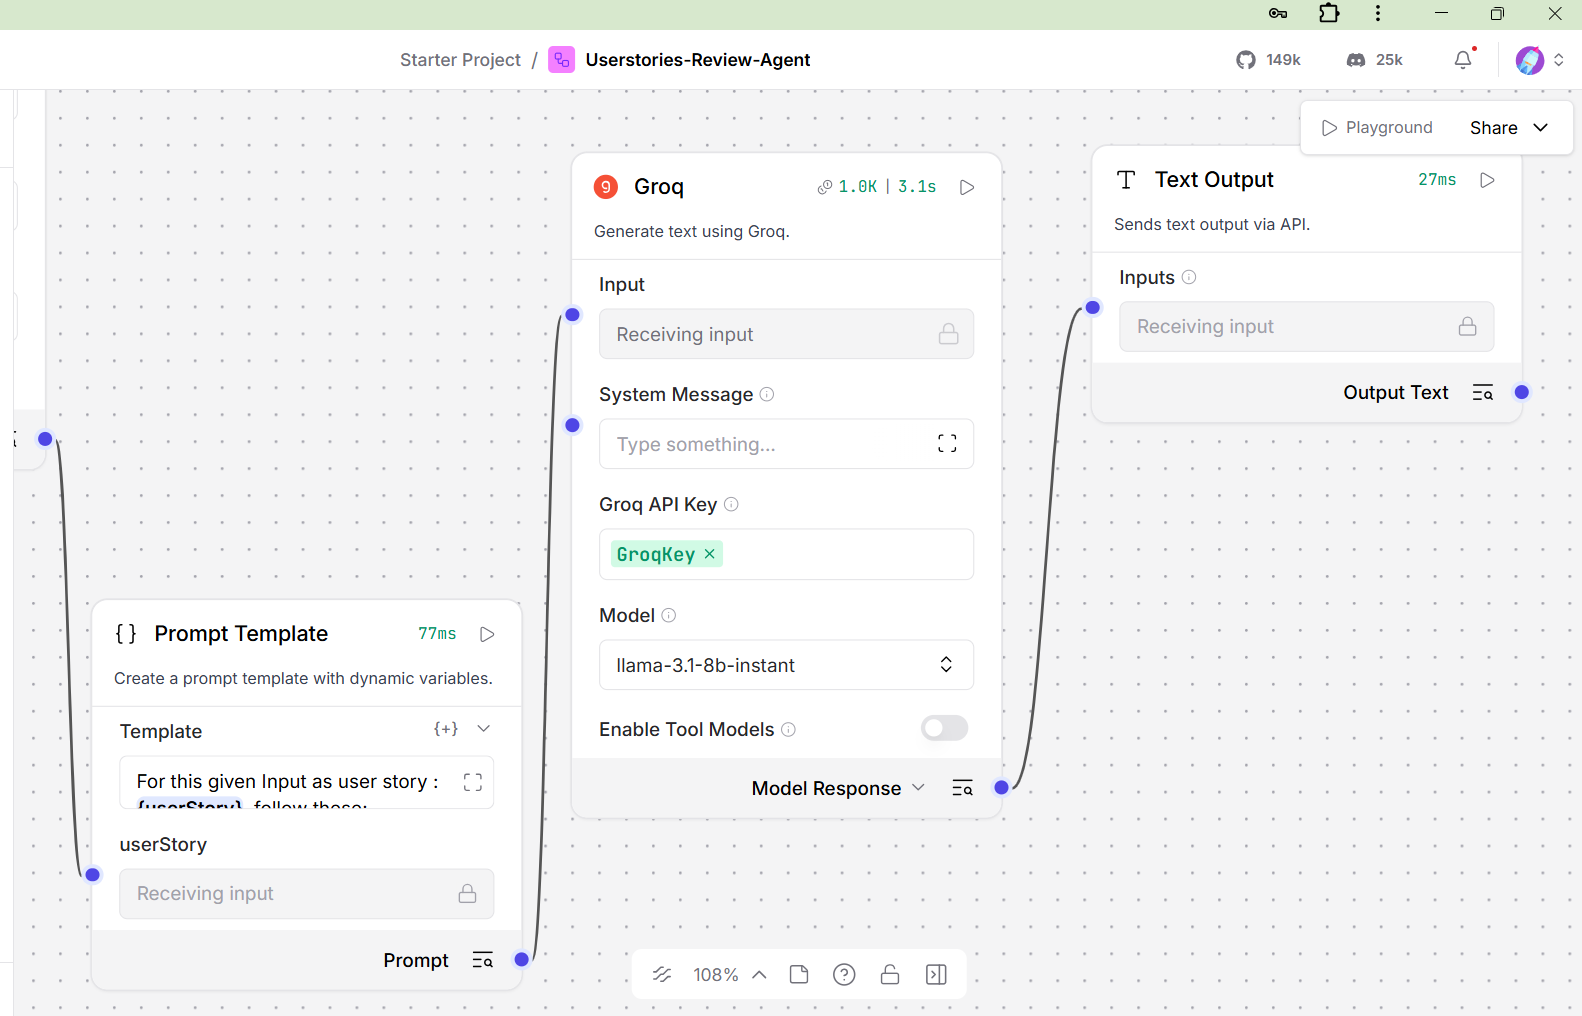 Starter Project / Userstories-Review-Agent
149k
25k
Playground
Share
Groq
1.0K | 3.1s
Generate text using Groq.
Input
Receiving input
System Message
Type something...
Groq API Key
GroqKey ×
Model
llama-3.1-8b-instant
Enable Tool Models
Model Response
Text Output
27ms
Sends text output via API.
Inputs
Receiving input
Output Text
{} Prompt Template
77ms
Create a prompt template with dynamic variables.
Template
{+}
For this given Input as user story :
{userStory} follow these:
userStory
Receiving input
Prompt
108%